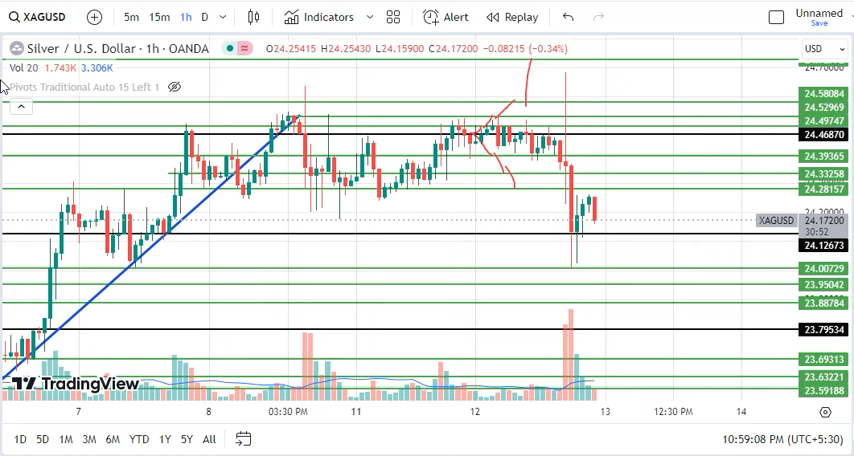 XAGUSD 5m 15m 1h D Indicators Alert Replay Unnamed Save
Silver / U.S. Dollar · 1h · OANDA O24.25415 H24.25430 L24.15900 C24.17200 −0.08215 (−0.34%) USD
Vol 20 1.743K 3.306K
Pivots Traditional Auto 15 Left 1
24.70000
24.58084
24.52969
24.49747
24.46870
24.39365
24.33258
24.28157
24.20000
XAGUSD 24.17200
30:52
24.12673
24.00729
23.95042
23.88784
23.79534
23.69313
23.63221
23.59188
TradingView
7 8 03:30 PM 11 12 13 12:30 PM 14
1D 5D 1M 3M 6M YTD 1Y 5Y All 10:59:08 PM (UTC+5:30)